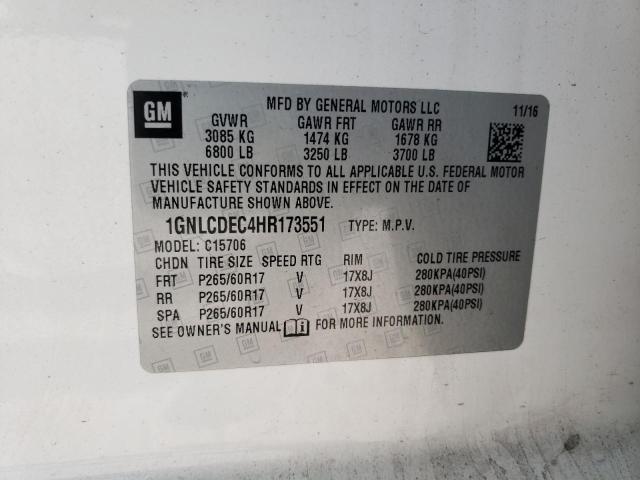 GM
MFD BY GENERAL MOTORS LLC 11/16
GVWR GAWR FRT GAWR RR
3085 KG 1474 KG 1678 KG
6800 LB 3250 LB 3700 LB
THIS VEHICLE CONFORMS TO ALL APPLICABLE U.S. FEDERAL MOTOR
VEHICLE SAFETY STANDARDS IN EFFECT ON THE DATE OF
MANUFACTURE SHOWN ABOVE.
1GNLCDEC4HR173551 TYPE: M.P.V.
MODEL: C15706
CHDN TIRE SIZE SPEED RTG RIM COLD TIRE PRESSURE
FRT P265/60R17 V 17X8J 280KPA(40PSI)
RR P265/60R17 V 17X8J 280KPA(40PSI)
SPA P265/60R17 V 17X8J 280KPA(40PSI)
SEE OWNER'S MANUAL FOR MORE INFORMATION.